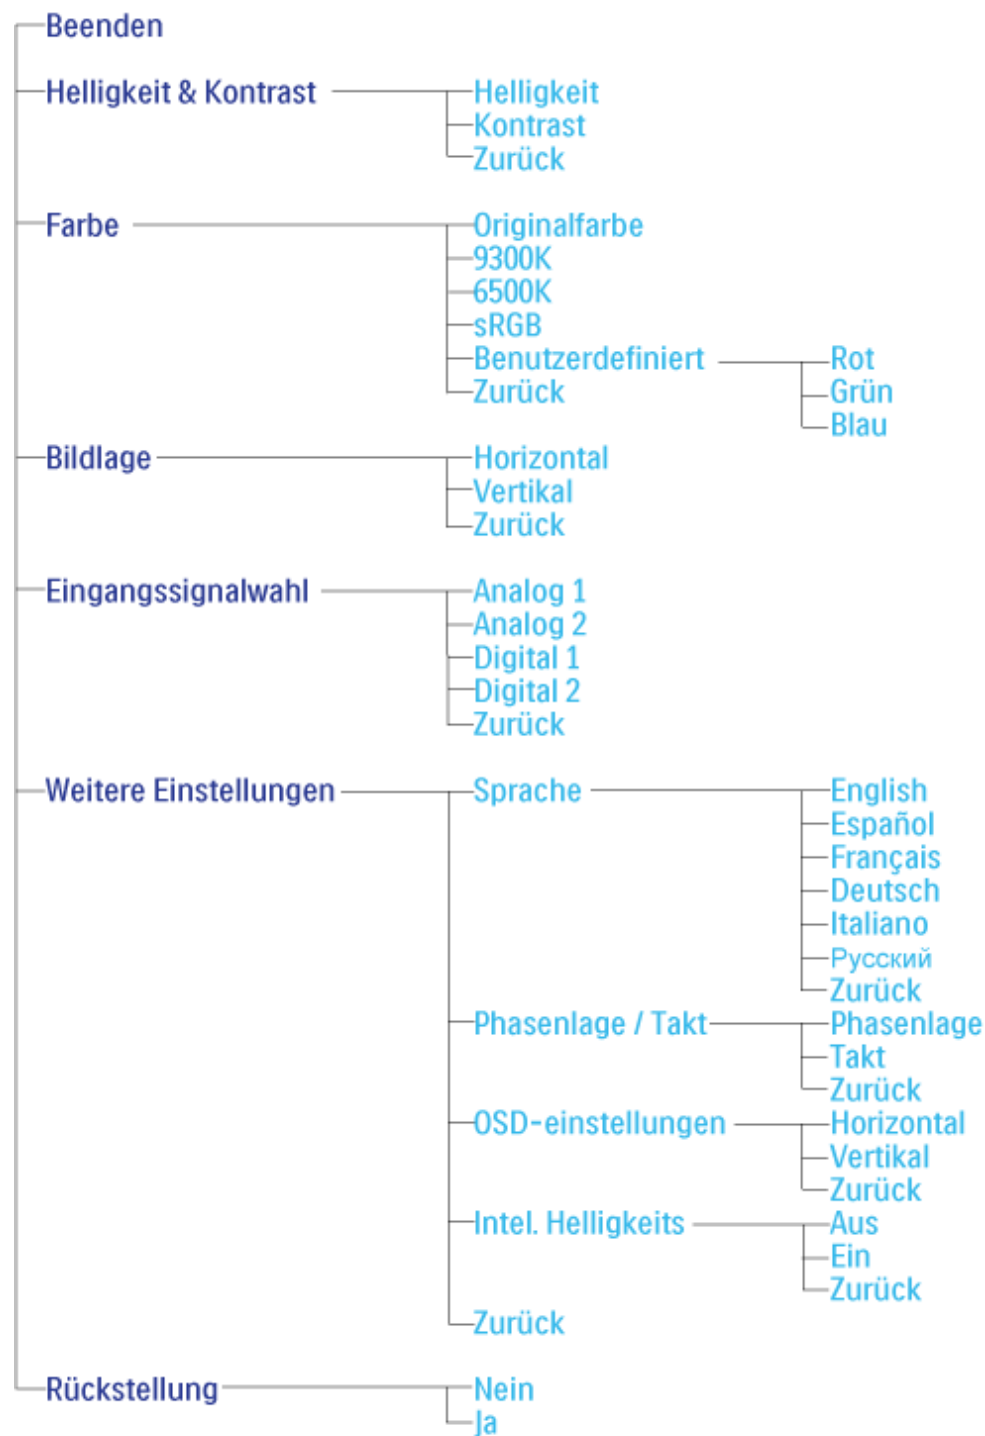 Beenden
Helligkeit & Kontrast
Helligkeit
Kontrast
Zurück
Farbe
Originalfarbe
9300K
6500K
sRGB
Benutzerdefiniert
Rot
Grün
Blau
Zurück
Bildlage
Horizontal
Vertikal
Zurück
Eingangssignalwahl
Analog 1
Analog 2
Digital 1
Digital 2
Zurück
Weitere Einstellungen
Sprache
English
Español
Français
Deutsch
Italiano
Русский
Zurück
Phasenlage / Takt
Phasenlage
Takt
Zurück
OSD-einstellungen
Horizontal
Vertikal
Zurück
Intel. Helligkeits
Aus
Ein
Zurück
Zurück
Rückstellung
Nein
Ja